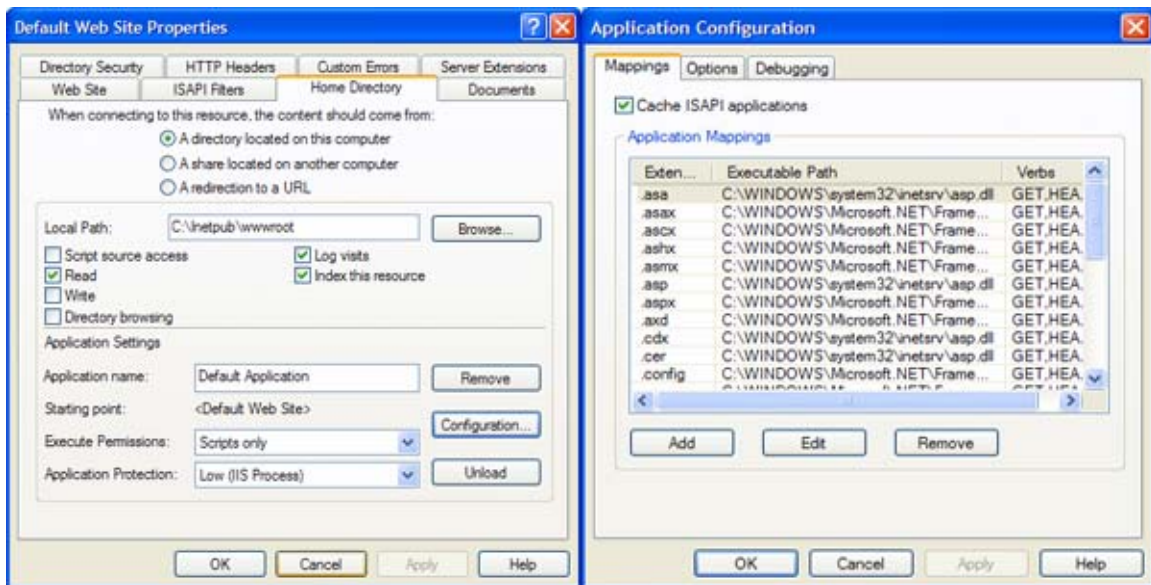 Default Web Site Properties
Directory Security HTTP Headers Custom Errors Server Extensions
Web Site ISAPI Filters Home Directory Documents
When connecting to this resource, the content should come from:
A directory located on this computer
A share located on another computer
A redirection to a URL
Local Path: C:\Inetpub\wwwroot Browse...
Script source access Log visits
Read Index this resource
Write
Directory browsing
Application Settings
Application name: Default Application Remove
Starting point: <Default Web Site>
Configuration...
Execute Permissions: Scripts only
Application Protection: Low (IIS Process) Unload
OK Cancel Apply Help
Application Configuration
Mappings Options Debugging
Cache ISAPI applications
Application Mappings
Exten... Executable Path Verbs
.asa C:\WINDOWS\system32\inetsrv\asp.dll GET,HEA.
.asax C:\WINDOWS\Microsoft.NET\Frame... GET,HEA.
.ascx C:\WINDOWS\Microsoft.NET\Frame... GET,HEA.
.ashx C:\WINDOWS\Microsoft.NET\Frame... GET,HEA.
.asmx C:\WINDOWS\Microsoft.NET\Frame... GET,HEA.
.asp C:\WINDOWS\system32\inetsrv\asp.dll GET,HEA.
.aspx C:\WINDOWS\Microsoft.NET\Frame... GET,HEA.
.axd C:\WINDOWS\Microsoft.NET\Frame... GET,HEA.
.cdx C:\WINDOWS\system32\inetsrv\asp.dll GET,HEA.
.cer C:\WINDOWS\system32\inetsrv\asp.dll GET,HEA.
.config C:\WINDOWS\Microsoft.NET\Frame... GET,HEA.
Add Edit Remove
OK Cancel Apply Help